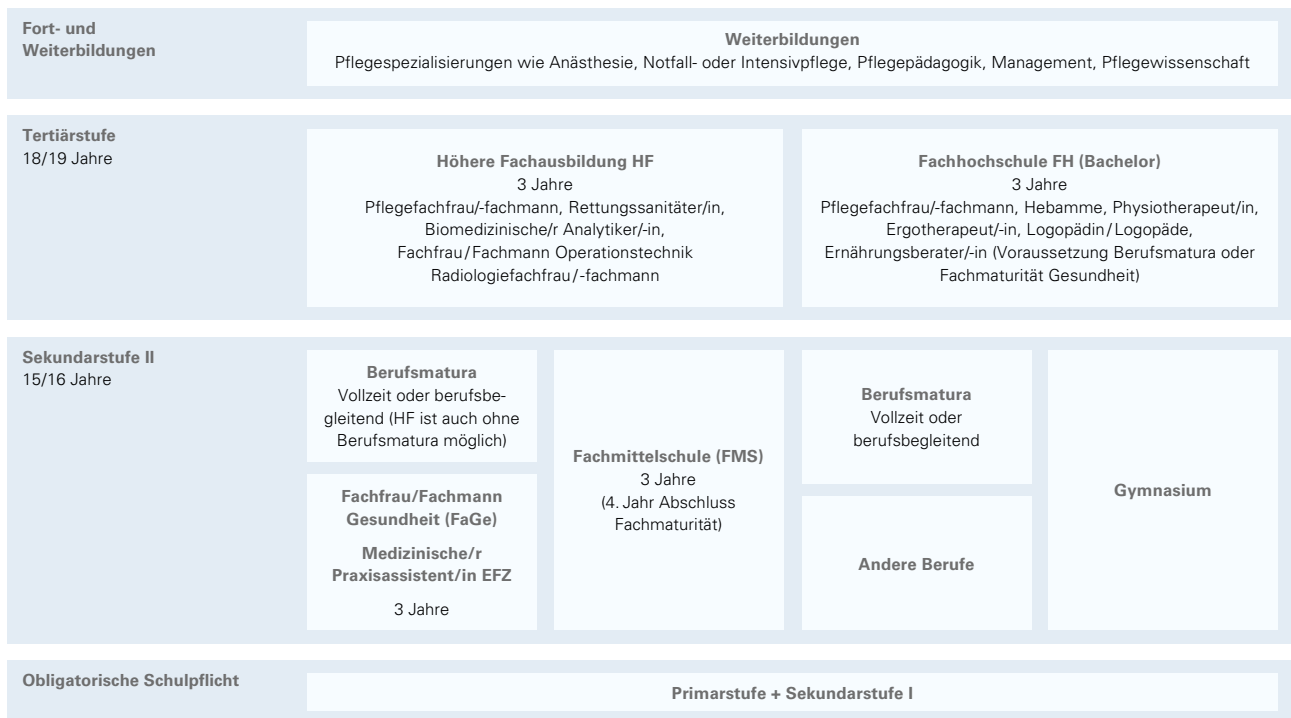 Fort- und
Weiterbildungen
Weiterbildungen
Pflegespezialisierungen wie Anästhesie, Notfall- oder Intensivpflege, Pflegepädagogik, Management, Pflegewissenschaft
Tertiärstufe
18/19 Jahre
Höhere Fachausbildung HF
3 Jahre
Pflegefachfrau/-fachmann, Rettungssanitäter/in,
Biomedizinische/r Analytiker/-in,
Fachfrau/Fachmann Operationstechnik
Radiologiefachfrau/-fachmann
Fachhochschule FH (Bachelor)
3 Jahre
Pflegefachfrau/-fachmann, Hebamme, Physiotherapeut/in,
Ergotherapeut/-in, Logopädin/Logopäde,
Ernährungsberater/-in (Voraussetzung Berufsmatura oder
Fachmaturität Gesundheit)
Sekundarstufe II
15/16 Jahre
Berufsmatura
Vollzeit oder berufsbe-
gleitend (HF ist auch ohne
Berufsmatura möglich)
Fachfrau/Fachmann
Gesundheit (FaGe)
Medizinische/r
Praxisassistent/in EFZ
3 Jahre
Fachmittelschule (FMS)
3 Jahre
(4. Jahr Abschluss
Fachmaturität)
Berufsmatura
Vollzeit oder
berufsbegleitend
Andere Berufe
Gymnasium
Obligatorische Schulpflicht
Primarstufe + Sekundarstufe I